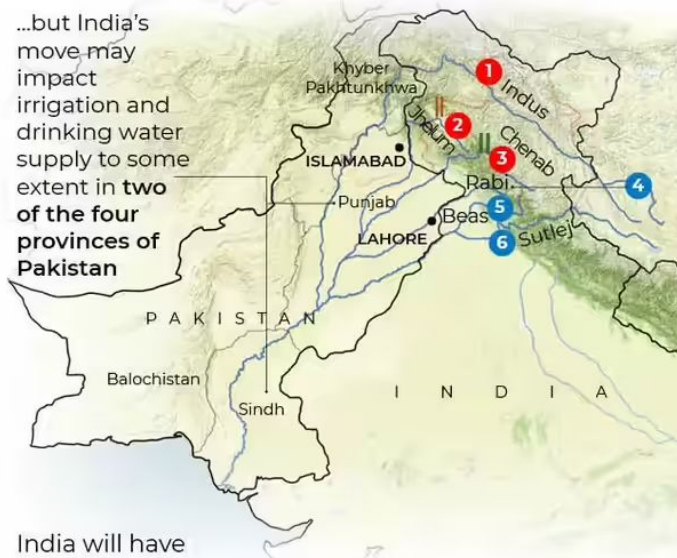 ...but India's
move may
impact
irrigation and
drinking water
supply to some
extent in two
of the four
provinces of
Pakistan
Khyber
Pakhtunkhwa
1
Indus
2
Jhelum
3
Chenab
ISLAMABAD
Rabi
4
Punjab
5
Beas
LAHORE
6
Sutlej
PAKISTAN
Balochistan
Sindh
INDIA
India will have